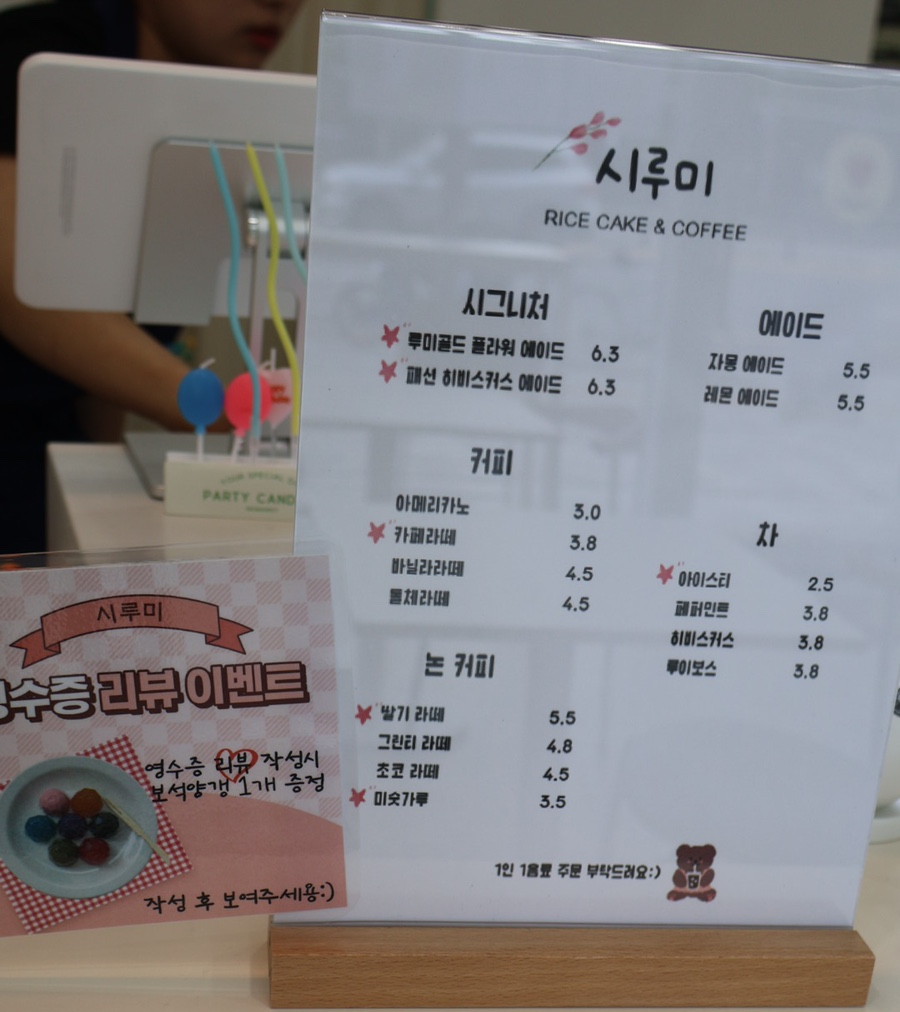 시루미
RICE CAKE & COFFEE
시그니처
루미골드 플라워 에이드 6.3
패션 히비스커스 에이드 6.3
커피
아메리카노 3.0
카페라떼 3.8
바닐라라떼 4.5
돌체라떼 4.5
논 커피
딸기 라떼 5.5
그린티 라떼 4.8
초코 라떼 4.5
미숫가루 3.5
에이드
자몽 에이드 5.5
레몬 에이드 5.5
차
아이스티 2.5
페퍼민트 3.8
히비스커스 3.8
루이보스 3.8
1인 1음료 주문 부탁드려요:)
시루미
영수증 리뷰 이벤트
영수증 리뷰 작성시
보석양갱 1개 증정
작성 후 보여주세용:)
YOUR SPECIAL
PARTY CAND